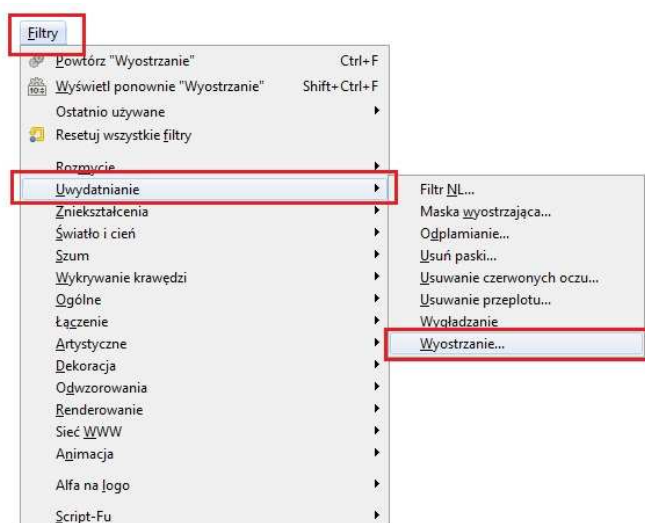 Filtry
Powtórz "Wyostrzanie" Ctrl+F
Wyświetl ponownie "Wyostrzanie" Shift+Ctrl+F
Ostatnio używane
Resetuj wszystkie filtry
Rozmycie
Uwydatnianie
Zniekształcenia
Światło i cień
Szum
Wykrywanie krawędzi
Ogólne
Łączenie
Artystyczne
Dekoracja
Odwzorowania
Renderowanie
Sieć WWW
Animacja
Alfa na logo
Script-Fu
Filtr NL...
Maska wyostrzająca...
Odplamianie...
Usuń paski...
Usuwanie czerwonych oczu...
Usuwanie przeplotu...
Wygładzanie
Wyostrzanie...